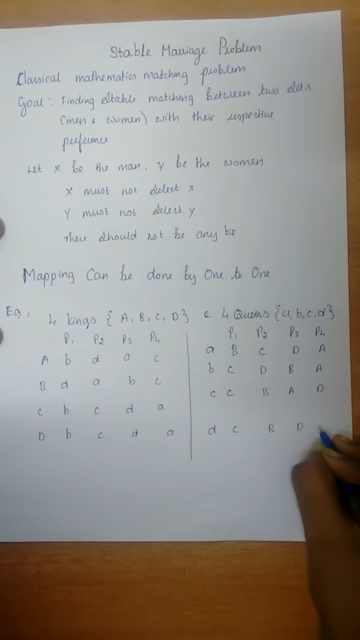 Stable Marriage Problem
Classical mathematics matching problem
Goal: Finding stable matching between two sets
(men & women) with their respective
preference
Let X be the man. Y be the women
X must not select x
Y must not select y
There should not be any
Mapping Can be done by One to One
Eg, 4 kings {A, B, C, D} & 4 Queens {a, b, c, d}
P1 P2 P3 P4
A b d a c
B d a b c
C b c d a
D b c d a
P1 P2 P3 P4
a B C D A
b C D B A
c C B A D
d C B D